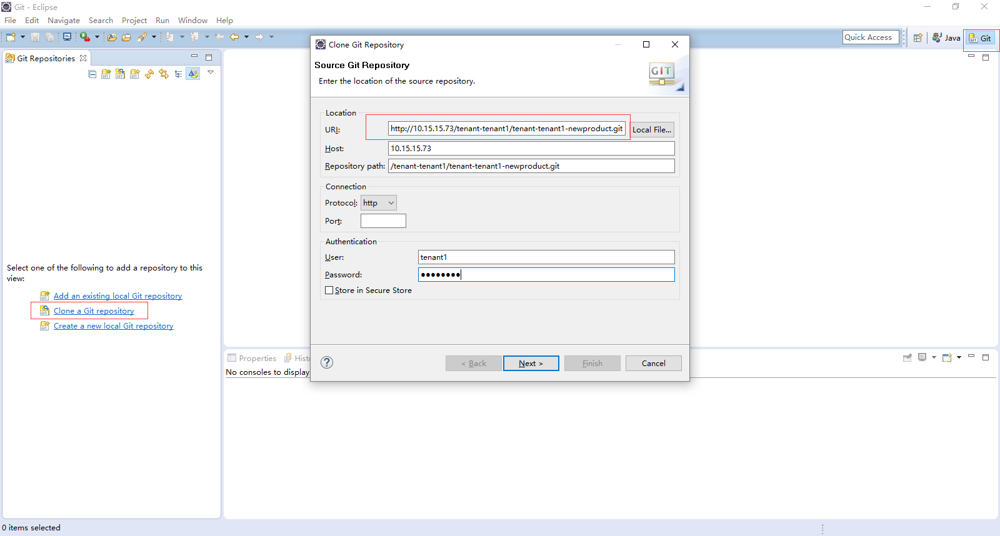 Git - Eclipse
File Edit Navigate Search Project Run Window Help
Quick Access
Java
Git
Git Repositories
Select one of the following to add a repository to this
view:
Add an existing local Git repository
Clone a Git repository
Create a new local Git repository
Clone Git Repository
Source Git Repository
Enter the location of the source repository.
GIT
Location
URI: http://10.15.15.73/tenant-tenant1/tenant-tenant1-newproduct.git Local File...
Host: 10.15.15.73
Repository path: /tenant-tenant1/tenant-tenant1-newproduct.git
Connection
Protocol: http
Port:
Authentication
User: tenant1
Password: ●●●●●●●●
Store in Secure Store
< Back Next > Finish Cancel
Properties Histo
No consoles to display
0 items selected